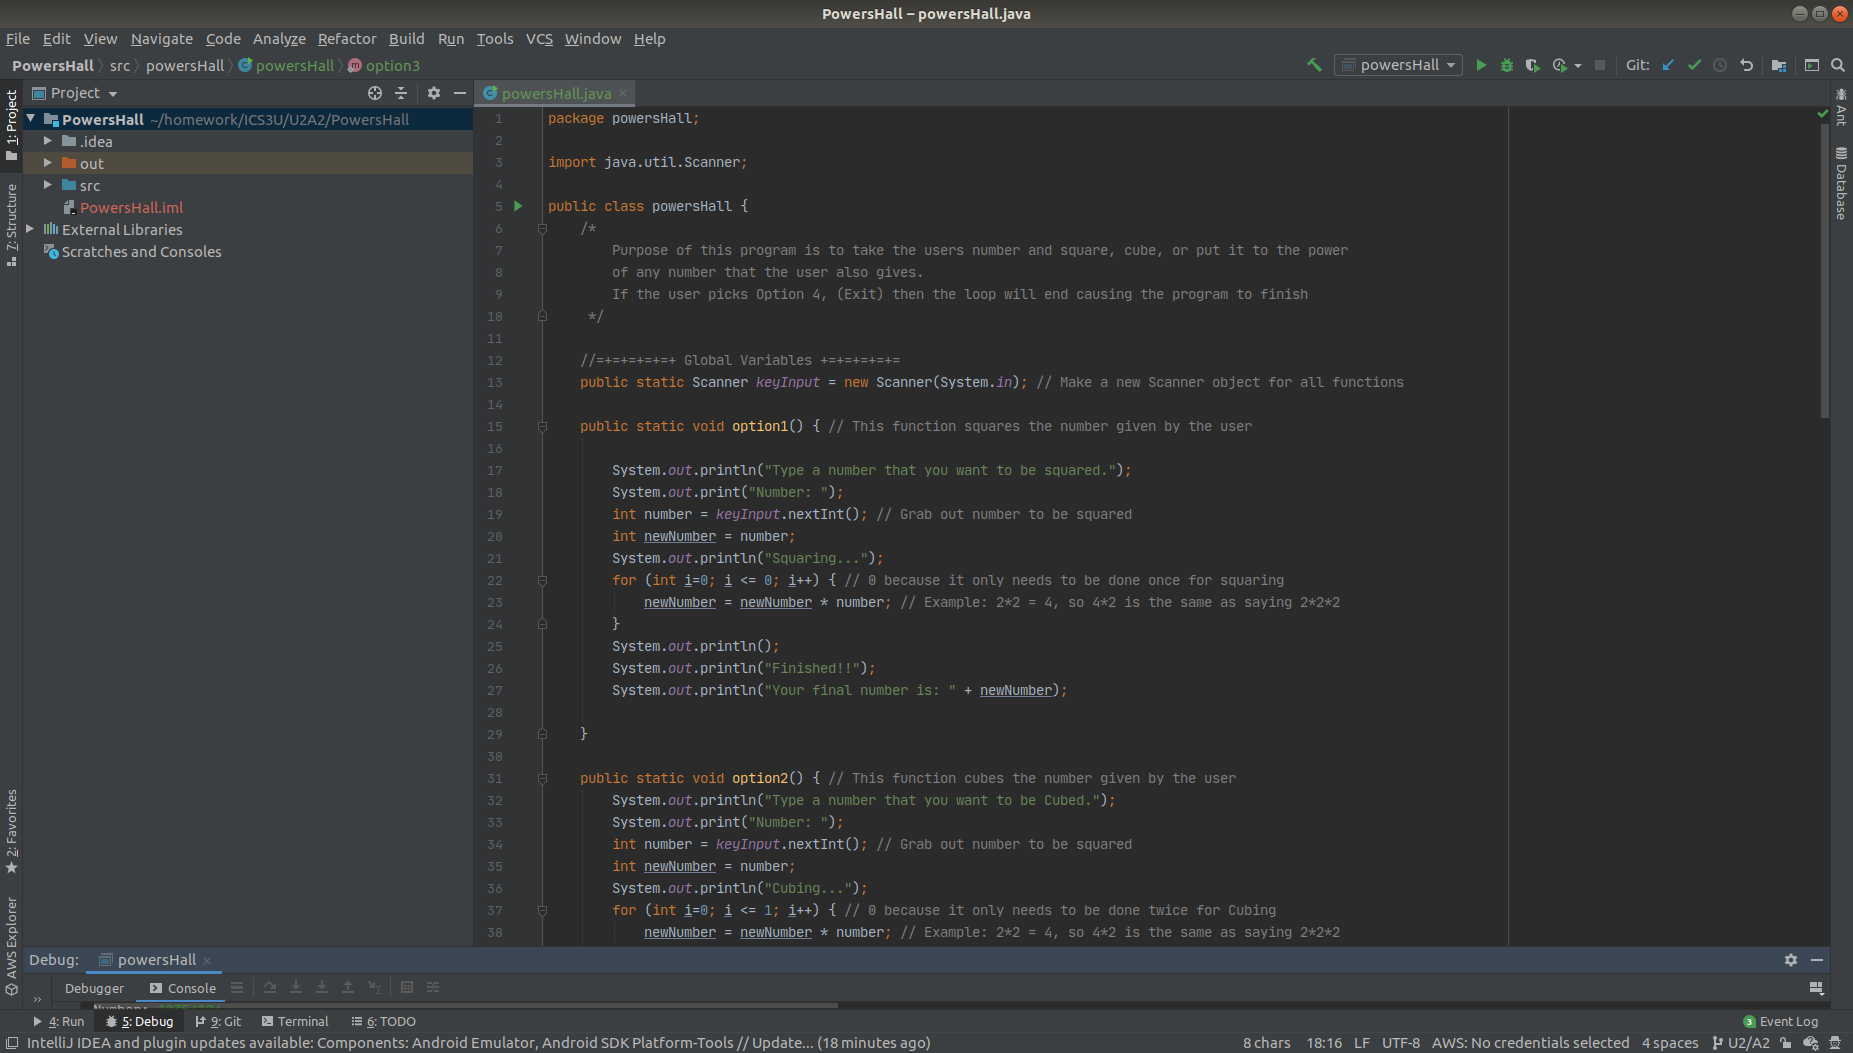 PowersHall – powersHall.java
File Edit View Navigate Code Analyze Refactor Build Run Tools VCS Window Help
PowersHall src powersHall powersHall option3
powersHall Git:
Project
powersHall.java
1: Project
7: Structure
2: Favorites
AWS Explorer
Ant
Database
PowersHall ~/homework/ICS3U/U2A2/PowersHall
.idea
out
src
PowersHall.iml
External Libraries
Scratches and Consoles
1 package powersHall;
2
3 import java.util.Scanner;
4
5 public class powersHall {
6 /*
7 Purpose of this program is to take the users number and square, cube, or put it to the power
8 of any number that the user also gives.
9 If the user picks Option 4, (Exit) then the loop will end causing the program to finish
10 */
11
12 //=+=+=+=+=+ Global Variables +=+=+=+=+=
13 public static Scanner keyInput = new Scanner(System.in); // Make a new Scanner object for all functions
14
15 public static void option1() { // This function squares the number given by the user
16
17 System.out.println("Type a number that you want to be squared.");
18 System.out.print("Number: ");
19 int number = keyInput.nextInt(); // Grab out number to be squared
20 int newNumber = number;
21 System.out.println("Squaring...");
22 for (int i=0; i <= 0; i++) { // 0 because it only needs to be done once for squaring
23 newNumber = newNumber * number; // Example: 2*2 = 4, so 4*2 is the same as saying 2*2*2
24 }
25 System.out.println();
26 System.out.println("Finished!!");
27 System.out.println("Your final number is: " + newNumber);
28
29 }
30
31 public static void option2() { // This function cubes the number given by the user
32 System.out.println("Type a number that you want to be Cubed.");
33 System.out.print("Number: ");
34 int number = keyInput.nextInt(); // Grab out number to be squared
35 int newNumber = number;
36 System.out.println("Cubing...");
37 for (int i=0; i <= 1; i++) { // 0 because it only needs to be done twice for Cubing
38 newNumber = newNumber * number; // Example: 2*2 = 4, so 4*2 is the same as saying 2*2*2
Debug: powersHall
Debugger Console
4: Run 5: Debug 9: Git Terminal 6: TODO 3 Event Log
IntelliJ IDEA and plugin updates available: Components: Android Emulator, Android SDK Platform-Tools // Update... (18 minutes ago) 8 chars 18:16 LF UTF-8 AWS: No credentials selected 4 spaces U2/A2